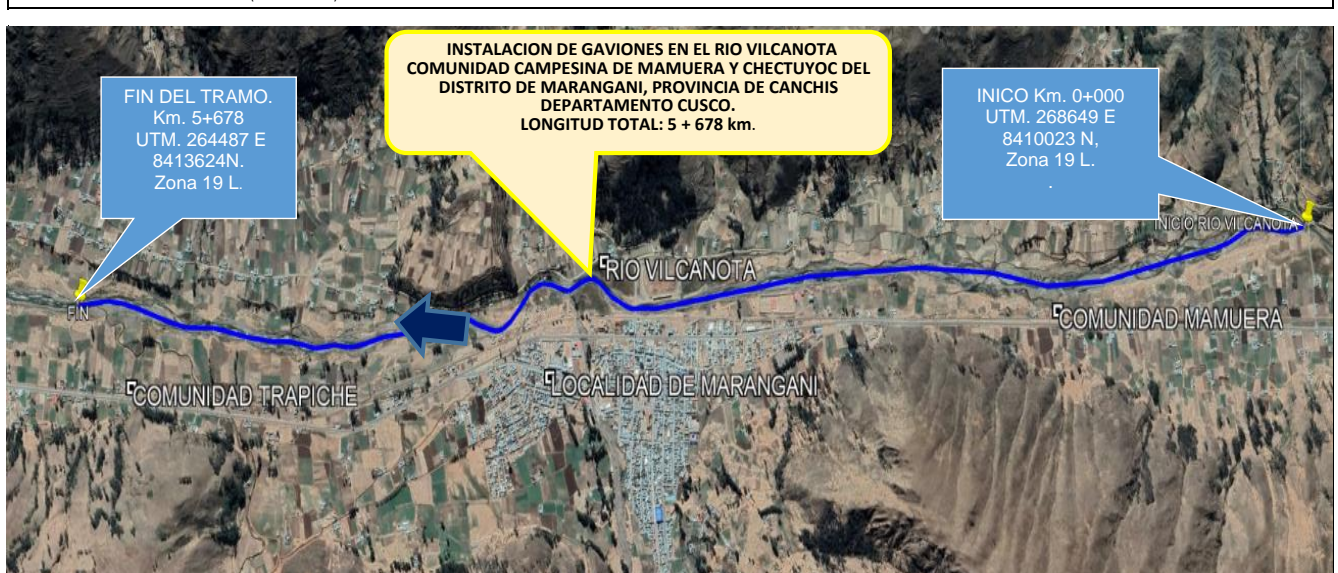 INSTALACION DE GAVIONES EN EL RIO VILCANOTA
COMUNIDAD CAMPESINA DE MAMUERA Y CHECTUYOC DEL
DISTRITO DE MARANGANI, PROVINCIA DE CANCHIS
DEPARTAMENTO CUSCO.
LONGITUD TOTAL: 5 + 678 km.
FIN DEL TRAMO.
Km. 5+678
UTM. 264487 E
8413624N.
Zona 19 L.
INICO Km. 0+000
UTM. 268649 E
8410023 N,
Zona 19 L.
.
INICIO RIO VILCANOTA
RIO VILCANOTA
FIN
COMUNIDAD MAMUERA
COMUNIDAD TRAPICHE
LOCALIDAD DE MARANGANI